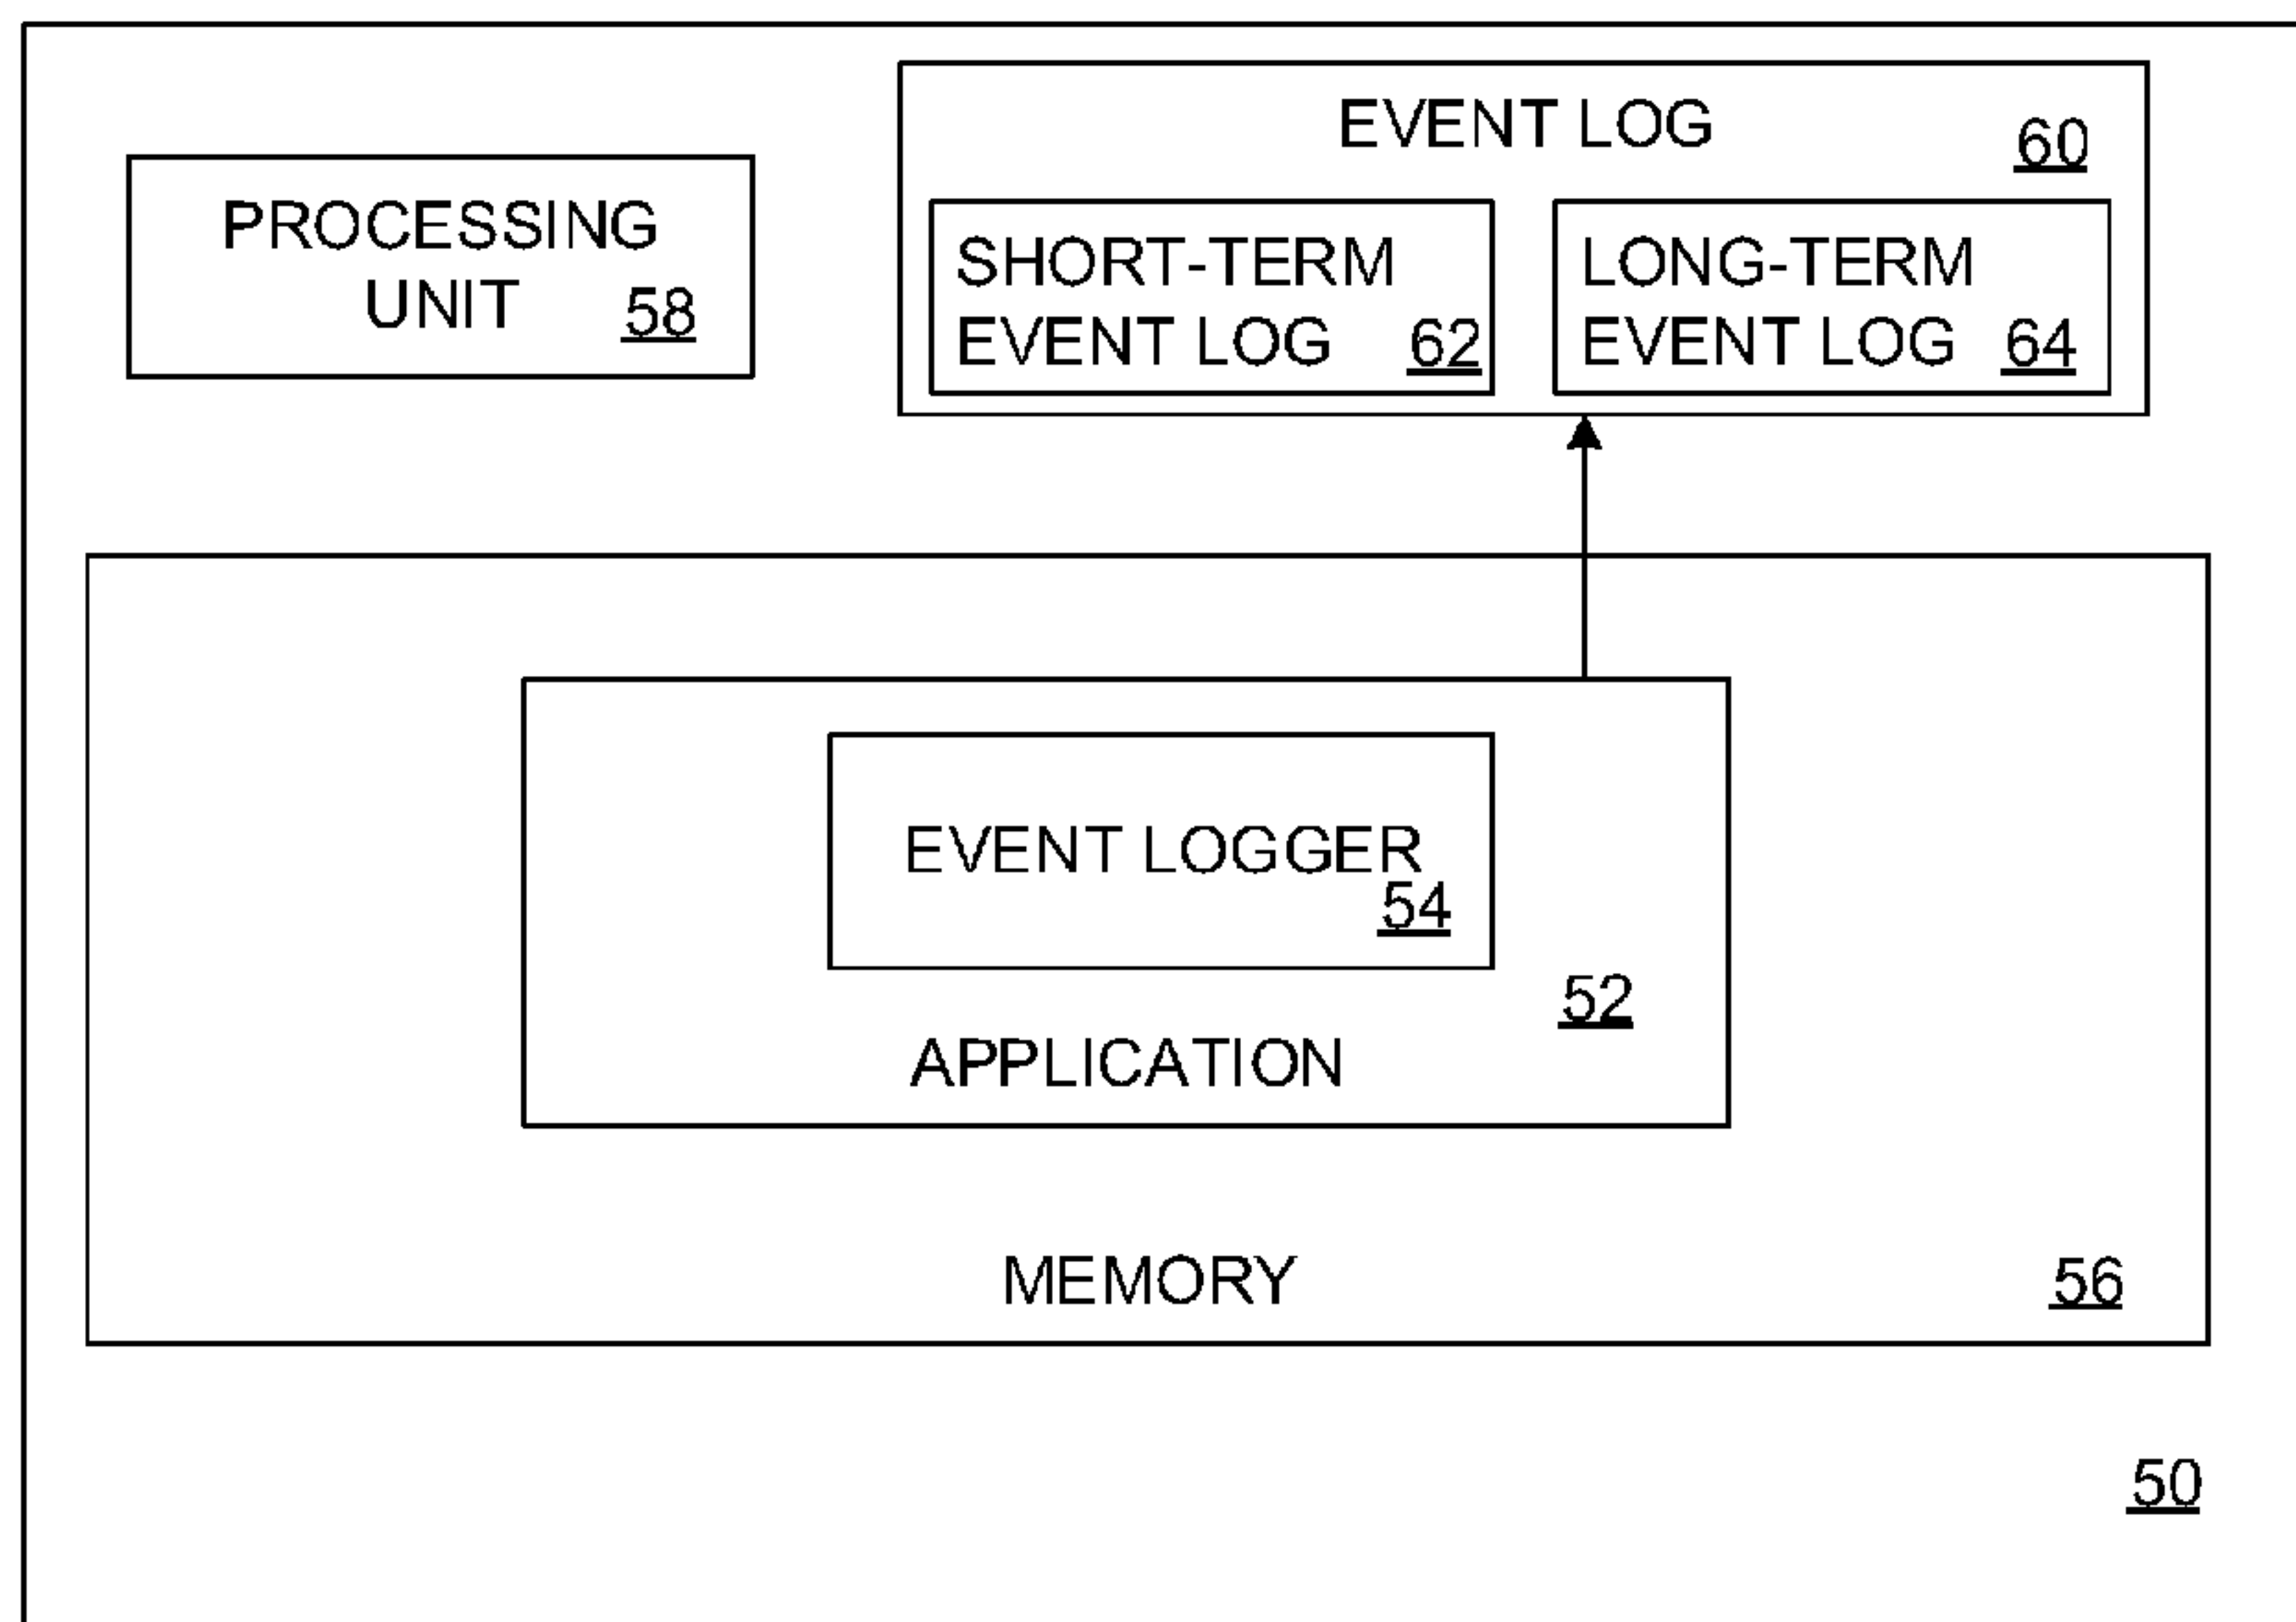 EVENT LOG
60
PROCESSING
UNIT 58
SHORT-TERM
EVENT LOG 62
LONG-TERM
EVENT LOG 64
EVENT LOGGER
54
52
APPLICATION
MEMORY 56
50